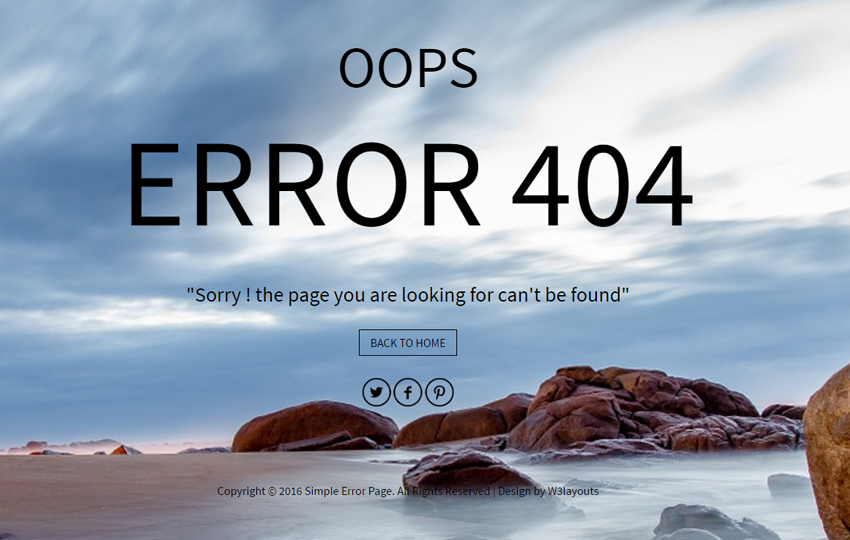 OOPS
ERROR 404
"Sorry ! the page you are looking for can't be found"
BACK TO HOME
Copyright © 2016 Simple Error Page. All Rights Reserved | Design by W3layouts